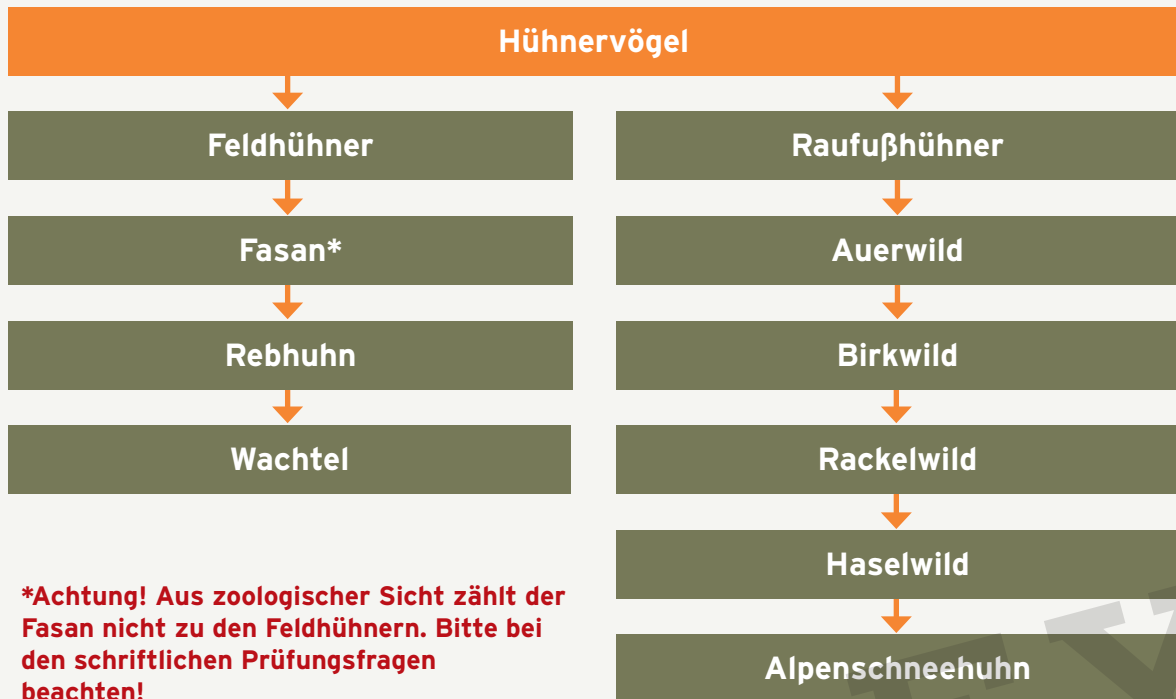 Hühnervögel
Feldhühner
Fasan*
Rebhuhn
Wachtel
*Achtung! Aus zoologischer Sicht zählt der
Fasan nicht zu den Feldhühnern. Bitte bei
den schriftlichen Prüfungsfragen
beachten!
Raufußhühner
Auerwild
Birkwild
Rackelwild
Haselwild
Alpenschneehuhn